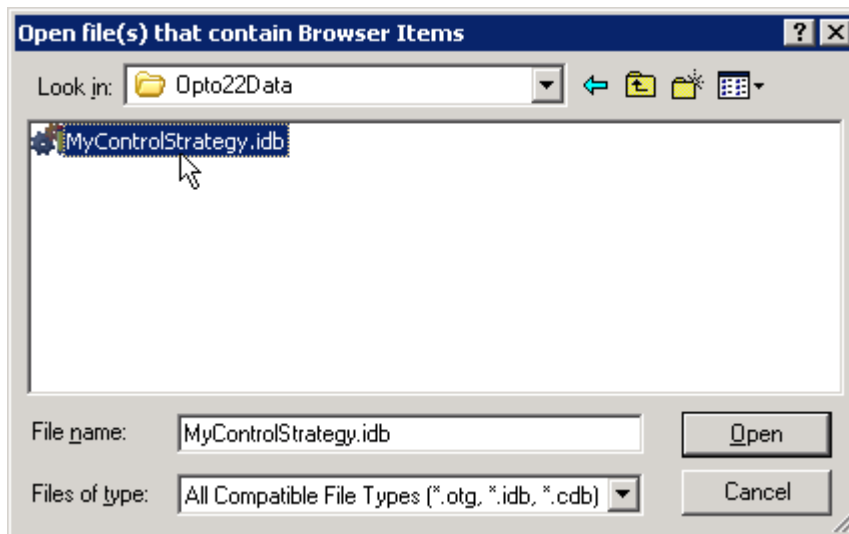 Open file(s) that contain Browser Items
Look in: Opto22Data
MyControlStrategy.idb
File name: MyControlStrategy.idb Open
Files of type: All Compatible File Types (*.otg, *.idb, *.cdb) Cancel